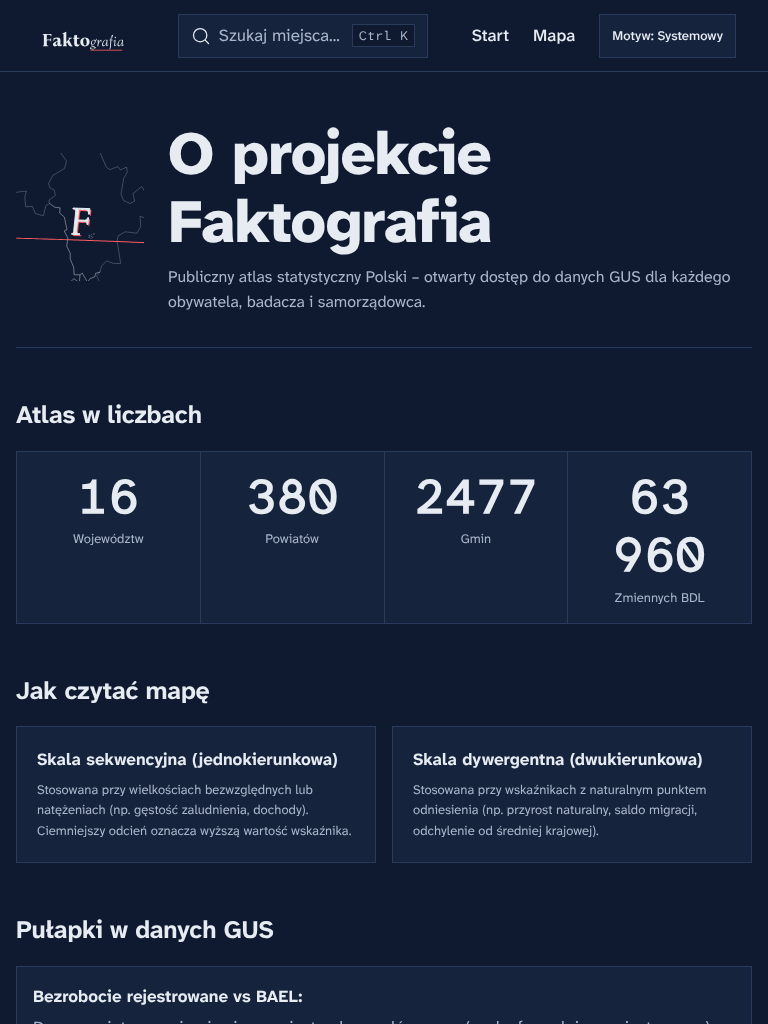 Faktografia
Szukaj miejsca...
Ctrl K
Start
Mapa
Motyw: Systemowy
F
O projekcie
Faktografia
Publiczny atlas statystyczny Polski – otwarty dostęp do danych GUS dla każdego
obywatela, badacza i samorządowca.
Atlas w liczbach
16
Województw
380
Powiatów
2477
Gmin
63
960
Zmiennych BDL
Jak czytać mapę
Skala sekwencyjna (jednokierunkowa)
Stosowana przy wielkościach bezwzględnych lub
natężeniach (np. gęstość zaludnienia, dochody).
Ciemniejszy odcień oznacza wyższą wartość wskaźnika.
Skala dywergentna (dwukierunkowa)
Stosowana przy wskaźnikach z naturalnym punktem
odniesienia (np. przyrost naturalny, saldo migracji,
odchylenie od średniej krajowej).
Pułapki w danych GUS
Bezrobocie rejestrowane vs BAEL: